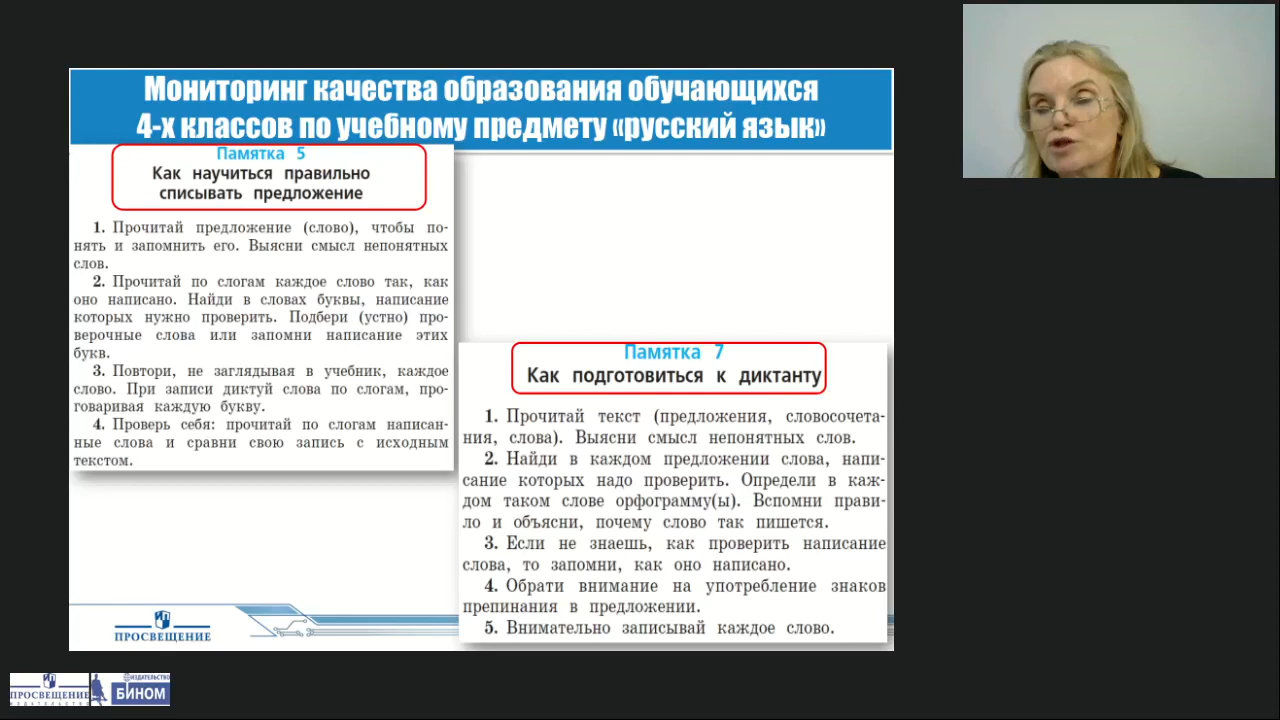 Мониторинг качества образования обучающихся
4-х классов по учебному предмету «русский язык»
Памятка 5
Как научиться правильно
списывать предложение
1. Прочитай предложение (слово), чтобы по-
нять и запомнить его. Выясни смысл непонятных
слов.
2. Прочитай по слогам каждое слово так, как
оно написано. Найди в словах буквы, написание
которых нужно проверить. Подбери (устно) про-
верочные слова или запомни написание этих
букв.
3. Повтори, не заглядывая в учебник, каждое
слово. При записи диктуй слова по слогам, про-
говаривая каждую букву.
4. Проверь себя: прочитай по слогам написан-
ные слова и сравни свою запись с исходным
текстом.
Памятка 7
Как подготовиться к диктанту
1. Прочитай текст (предложения, словосочета-
ния, слова). Выясни смысл непонятных слов.
2. Найди в каждом предложении слова, напи-
сание которых надо проверить. Определи в каж-
дом таком слове орфограмму(ы). Вспомни прави-
ло и объясни, почему слово так пишется.
3. Если не знаешь, как проверить написание
слова, то запомни, как оно написано.
4. Обрати внимание на употребление знаков
препинания в предложении.
5. Внимательно записывай каждое слово.
ПРОСВЕЩЕНИЕ
ПРОСВЕЩЕНИЕ
ИЗДАТЕЛЬСТВО
ИЗДАТЕЛЬСТВО
БИНОМ